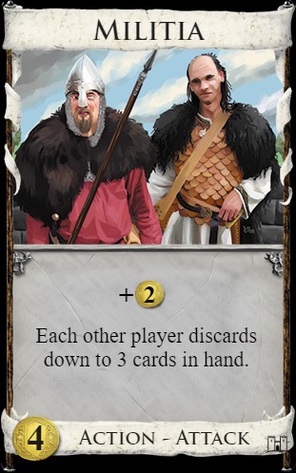 MILITIA
+2
Each other player discards
down to 3 cards in hand.
4 ACTION - ATTACK